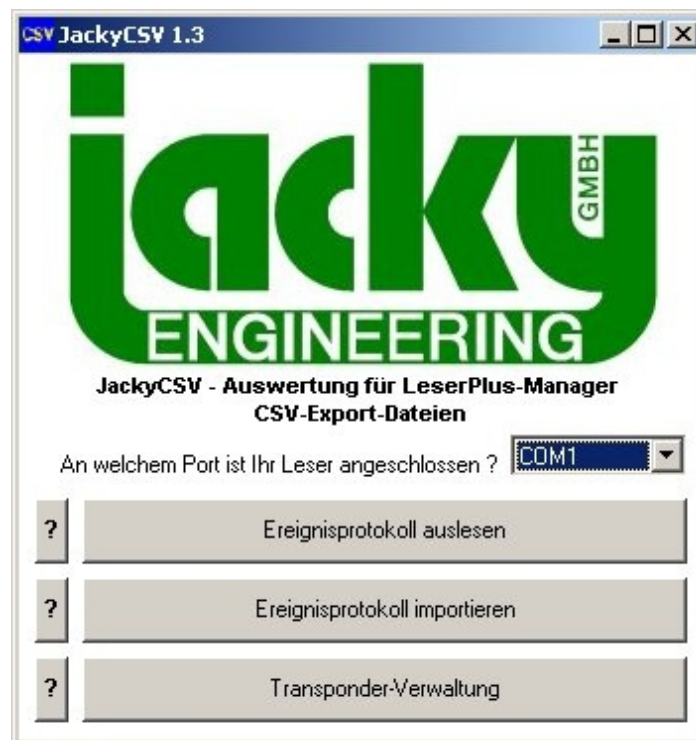 CSV JackyCSV 1.3
jacky
GMBH
ENGINEERING
JackyCSV - Auswertung für LeserPlus-Manager
CSV-Export-Dateien
An welchem Port ist Ihr Leser angeschlossen ? COM1
? Ereignisprotokoll auslesen
? Ereignisprotokoll importieren
? Transponder-Verwaltung